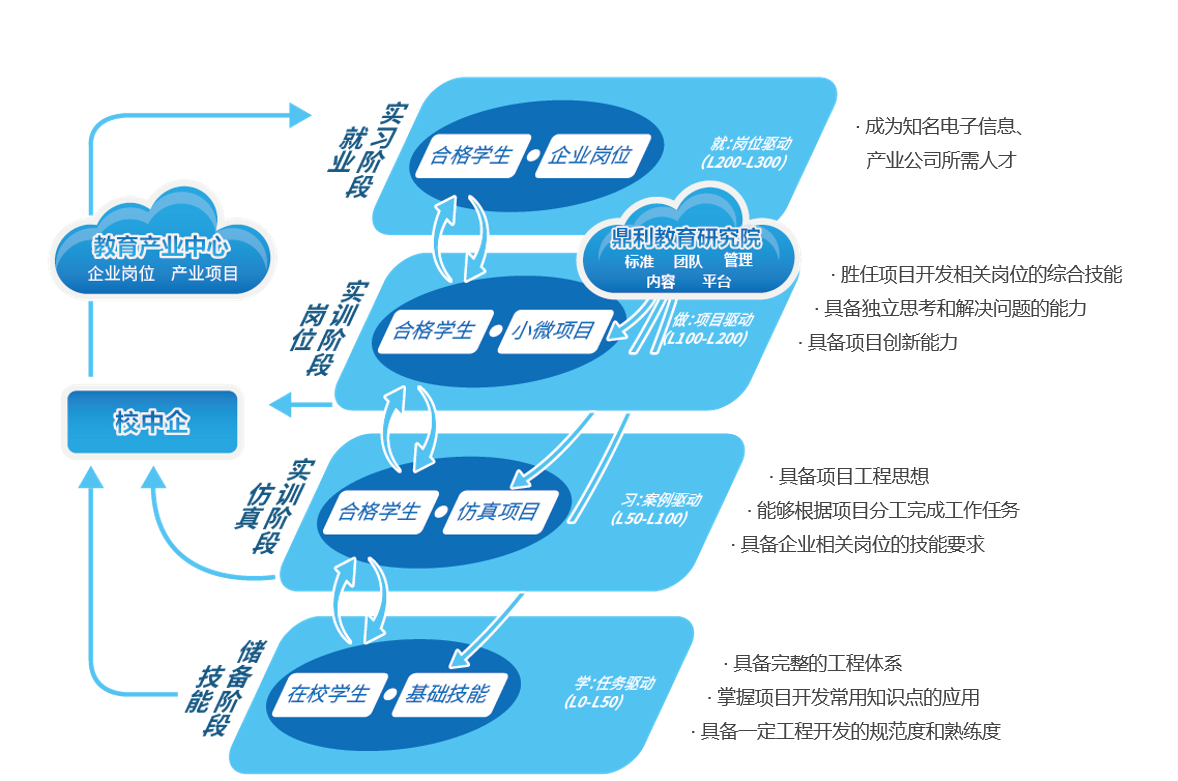 实习阶段
就业
合格学生
企业岗位
就:岗位驱动
(L200-L300)
· 成为知名电子信息、
产业公司所需人才
教育产业中心
企业岗位 产业项目
鼎利教育研究院
标准 团队 管理
内容 平台
实训阶段
岗位
合格学生
小微项目
做:项目驱动
(L100-L200)
· 胜任项目开发相关岗位的综合技能
· 具备独立思考和解决问题的能力
· 具备项目创新能力
校中企
实训阶段
仿真
合格学生
仿真项目
习:案例驱动
(L50-L100)
· 具备项目工程思想
· 能够根据项目分工完成工作任务
· 具备企业相关岗位的技能要求
储备阶段
技能
在校学生
基础技能
学:任务驱动
(L0-L50)
· 具备完整的工程体系
· 掌握项目开发常用知识点的应用
· 具备一定工程开发的规范度和熟练度